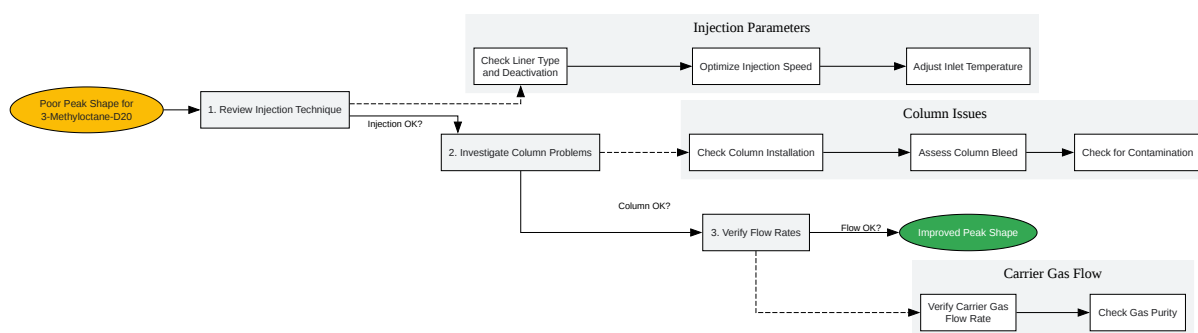 Injection Parameters
Check Liner Type
and Deactivation
Optimize Injection Speed
Adjust Inlet Temperature
Poor Peak Shape for
3-Methyloctane-D20
1. Review Injection Technique
Injection OK?
Column Issues
2. Investigate Column Problems
Check Column Installation
Assess Column Bleed
Check for Contamination
Column OK?
3. Verify Flow Rates
Flow OK?
Improved Peak Shape
Carrier Gas Flow
Verify Carrier Gas
Flow Rate
Check Gas Purity